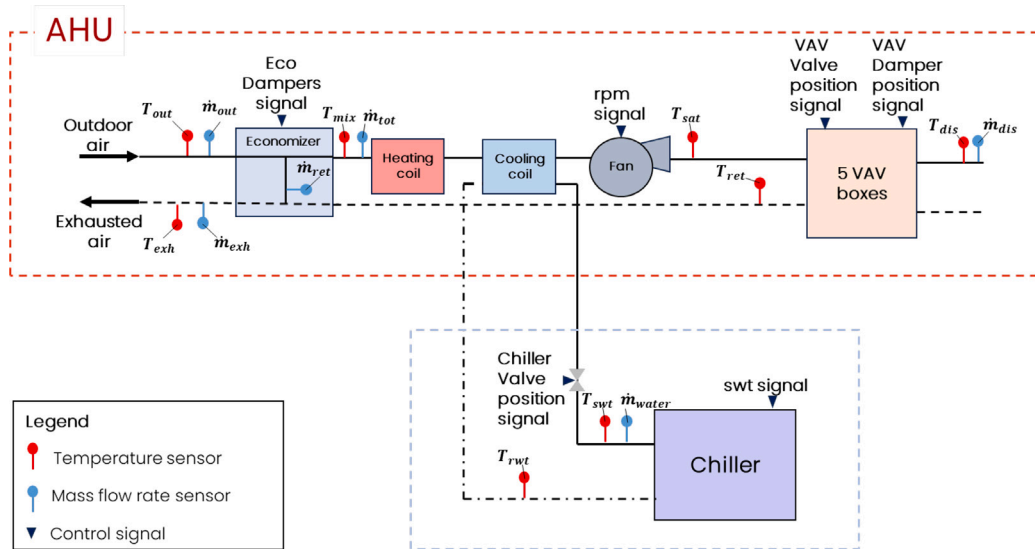 AHU
Eco
Dampers
signal
VAV
Valve
position
signal
VAV
Damper
position
signal
rpm
signal
T_out
ṁ_out
T_mix
ṁ_tot
T_sat
T_dis
ṁ_dis
Outdoor
air
Economizer
ṁ_ret
Heating
coil
Cooling
coil
Fan
T_ret
5 VAV
boxes
Exhausted
air
T_exh
ṁ_exh
Chiller
Valve
position
signal
swt signal
T_swt
ṁ_water
T_rwt
Chiller
Legend
Temperature sensor
Mass flow rate sensor
Control signal